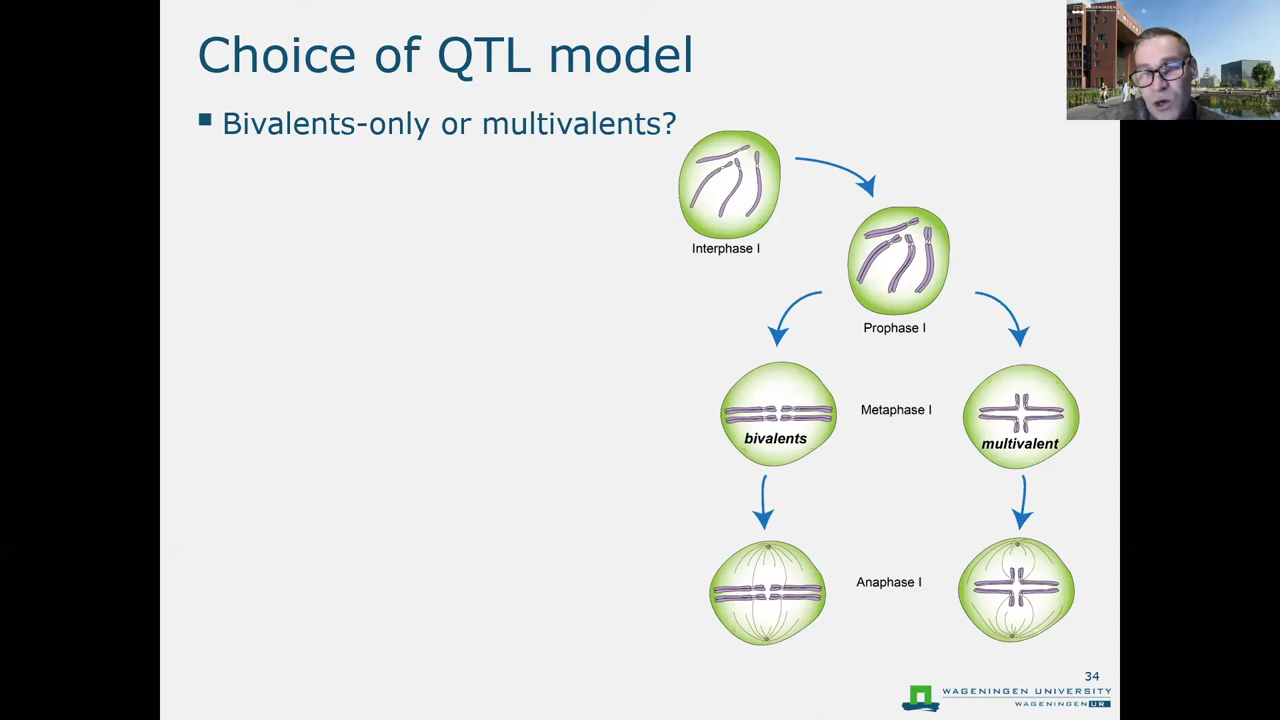 Choice of QTL model
Bivalents-only or multivalents?
Interphase I
Prophase I
Metaphase I
bivalents
multivalent
Anaphase I
34
WAGENINGEN UNIVERSITY
WAGENINGEN UR